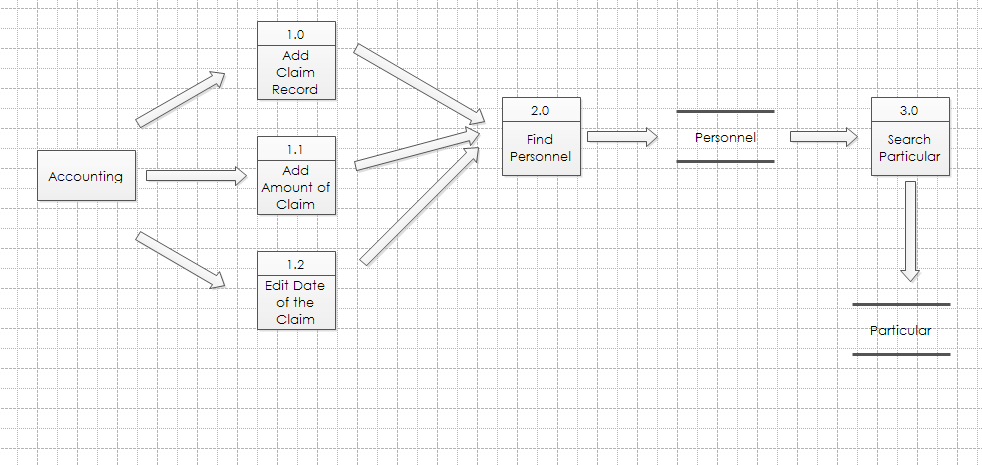 1.0
Add
Claim
Record
Accounting
1.1
Add
Amount of
Claim
1.2
Edit Date
of the
Claim
2.0
Find
Personnel
Personnel
3.0
Search
Particular
Particular